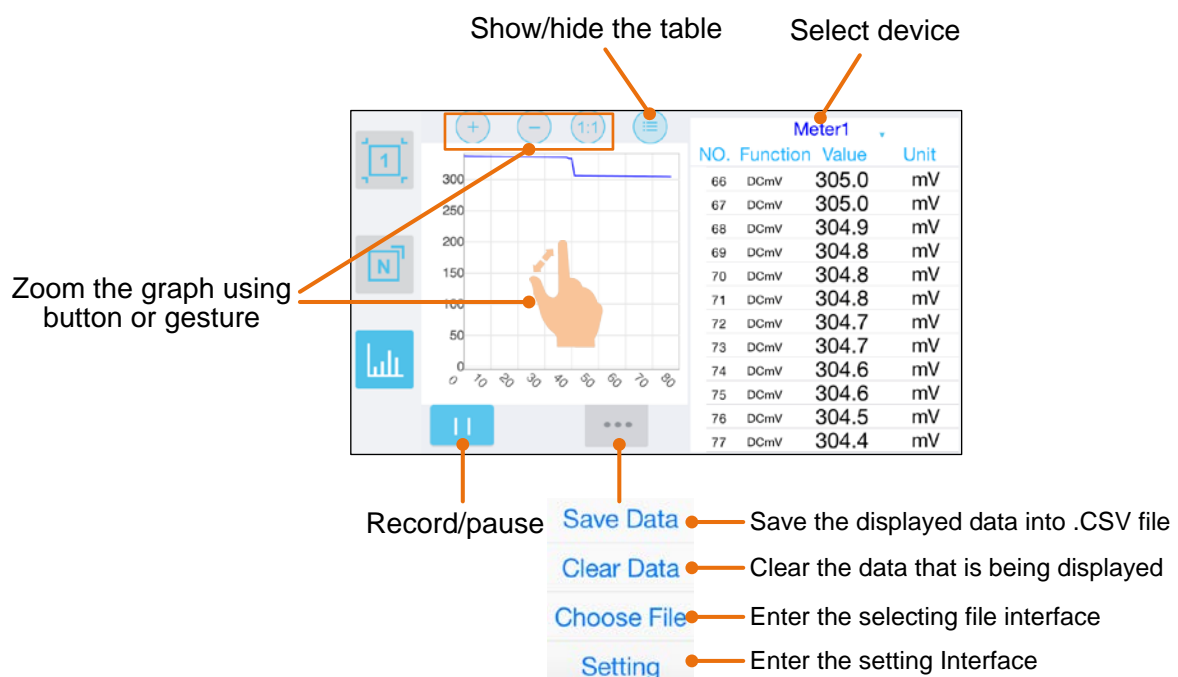 Show/hide the table
Select device
+
−
1:1
Meter1
NO. Function Value Unit
1
N
300
250
200
150
100
50
0
0 10 20 30 40 50 60 70 80
66 DCmV 305.0 mV
67 DCmV 305.0 mV
68 DCmV 304.9 mV
69 DCmV 304.8 mV
70 DCmV 304.8 mV
71 DCmV 304.8 mV
72 DCmV 304.7 mV
73 DCmV 304.7 mV
74 DCmV 304.6 mV
75 DCmV 304.6 mV
76 DCmV 304.5 mV
77 DCmV 304.4 mV
Zoom the graph using
button or gesture
Record/pause
Save Data
Save the displayed data into .CSV file
Clear Data
Clear the data that is being displayed
Choose File
Enter the selecting file interface
Setting
Enter the setting Interface